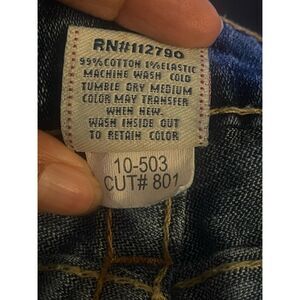 RN#112790
99%COTTON 1%ELASTIC
MACHINE WASH COLD
TUMBLE DRY MEDIUM
COLOR MAY TRANSFER
WHEN NEW.
WASH INSIDE OUT
TO RETAIN COLOR
10-503
CUT# 801